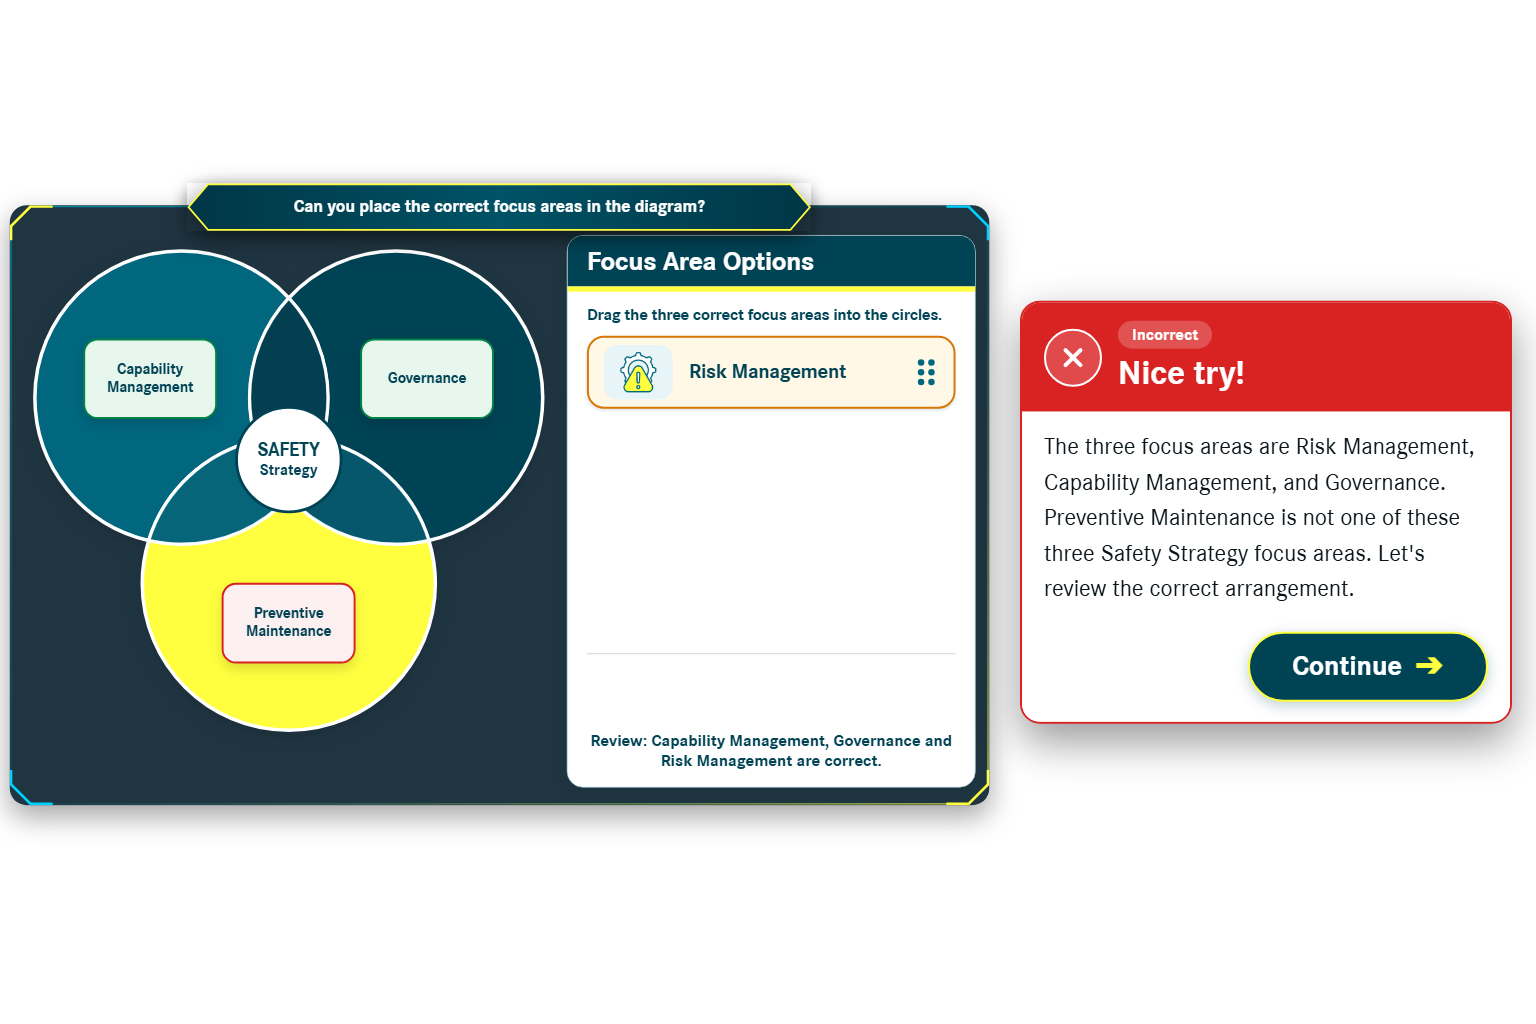 Can you place the correct focus areas in the diagram?
Capability
Management
Governance
SAFETY
Strategy
Preventive
Maintenance
Focus Area Options
Drag the three correct focus areas into the circles.
Risk Management
Review: Capability Management, Governance and
Risk Management are correct.
Incorrect
Nice try!
The three focus areas are Risk Management,
Capability Management, and Governance.
Preventive Maintenance is not one of these
three Safety Strategy focus areas. Let's
review the correct arrangement.
Continue